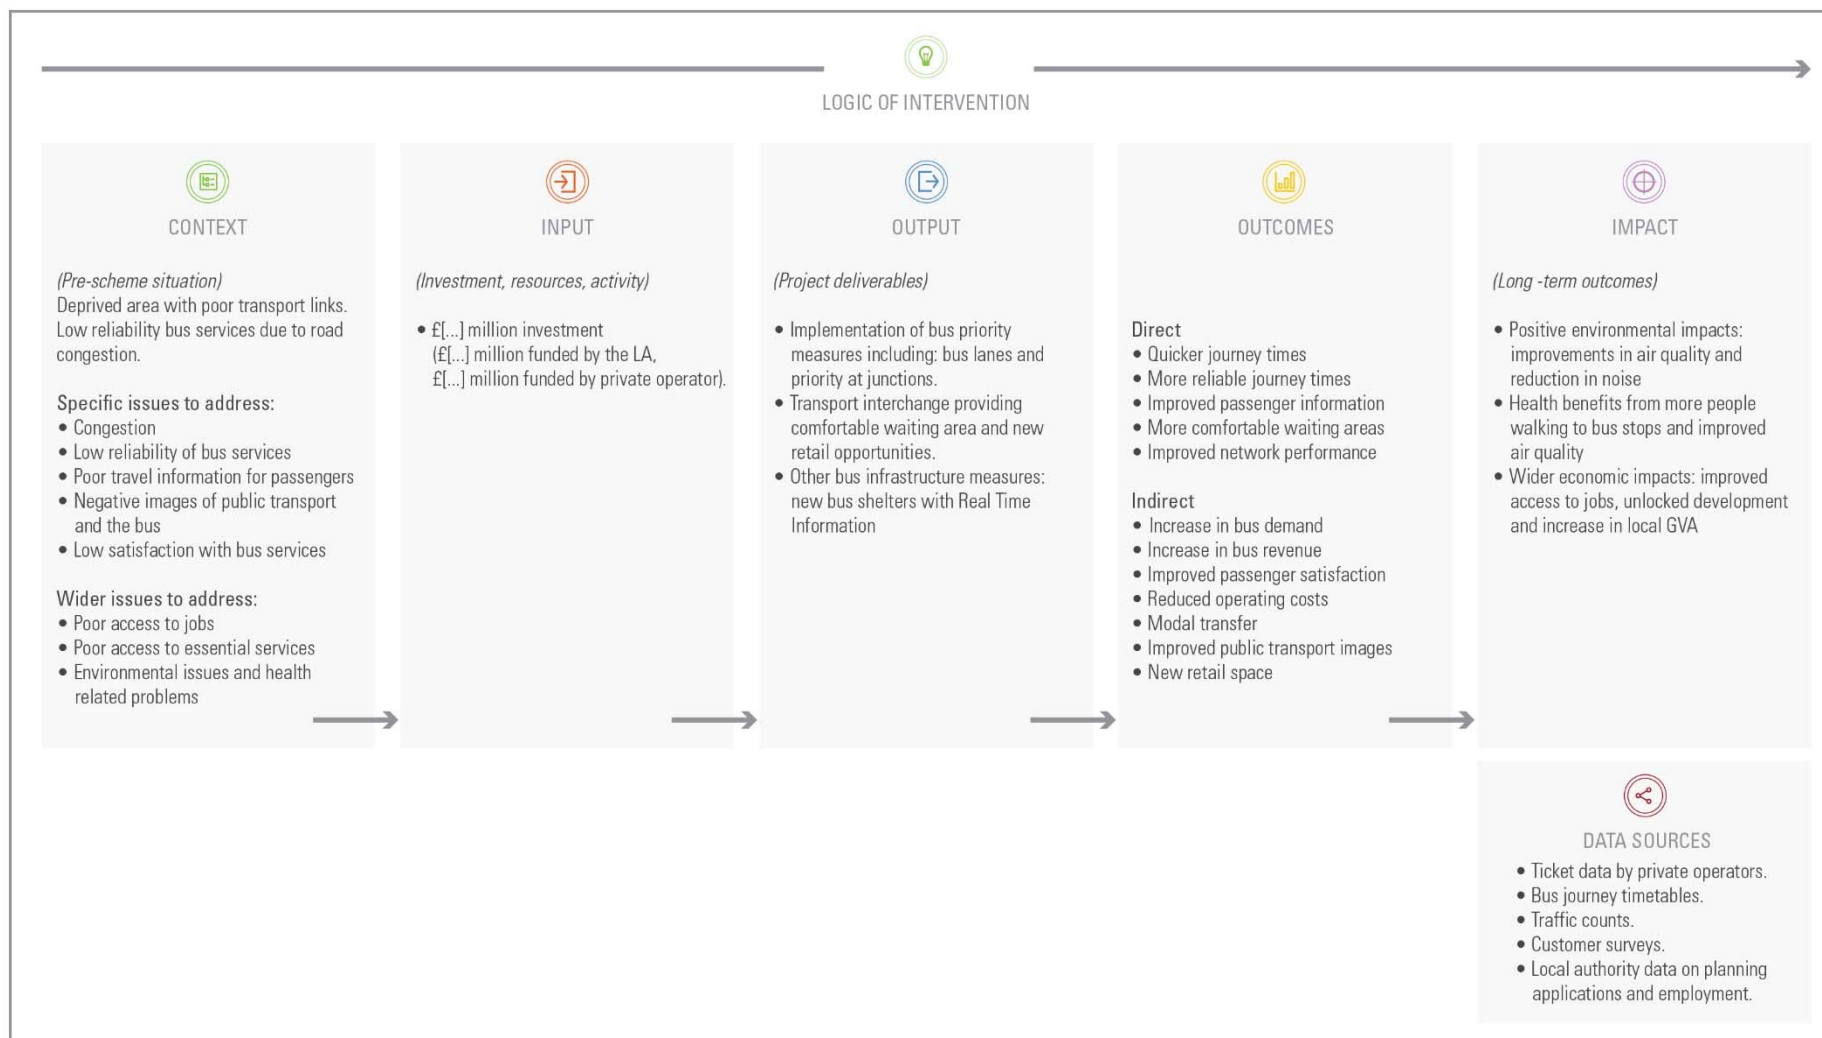 LOGIC OF INTERVENTION
CONTEXT
(Pre-scheme situation)
Deprived area with poor transport links.
Low reliability bus services due to road
congestion.
Specific issues to address:
• Congestion
• Low reliability of bus services
• Poor travel information for passengers
• Negative images of public transport
and the bus
• Low satisfaction with bus services
Wider issues to address:
• Poor access to jobs
• Poor access to essential services
• Environmental issues and health
related problems
INPUT
(Investment, resources, activity)
• £[...] million investment
(£[...] million funded by the LA,
£[...] million funded by private operator).
OUTPUT
(Project deliverables)
• Implementation of bus priority
measures including: bus lanes and
priority at junctions.
• Transport interchange providing
comfortable waiting area and new
retail opportunities.
• Other bus infrastructure measures:
new bus shelters with Real Time
Information
OUTCOMES
Direct
• Quicker journey times
• More reliable journey times
• Improved passenger information
• More comfortable waiting areas
• Improved network performance
Indirect
• Increase in bus demand
• Increase in bus revenue
• Improved passenger satisfaction
• Reduced operating costs
• Modal transfer
• Improved public transport images
• New retail space
IMPACT
(Long -term outcomes)
• Positive environmental impacts:
improvements in air quality and
reduction in noise
• Health benefits from more people
walking to bus stops and improved
air quality
• Wider economic impacts: improved
access to jobs, unlocked development
and increase in local GVA
DATA SOURCES
• Ticket data by private operators.
• Bus journey timetables.
• Traffic counts.
• Customer surveys.
• Local authority data on planning
applications and employment.